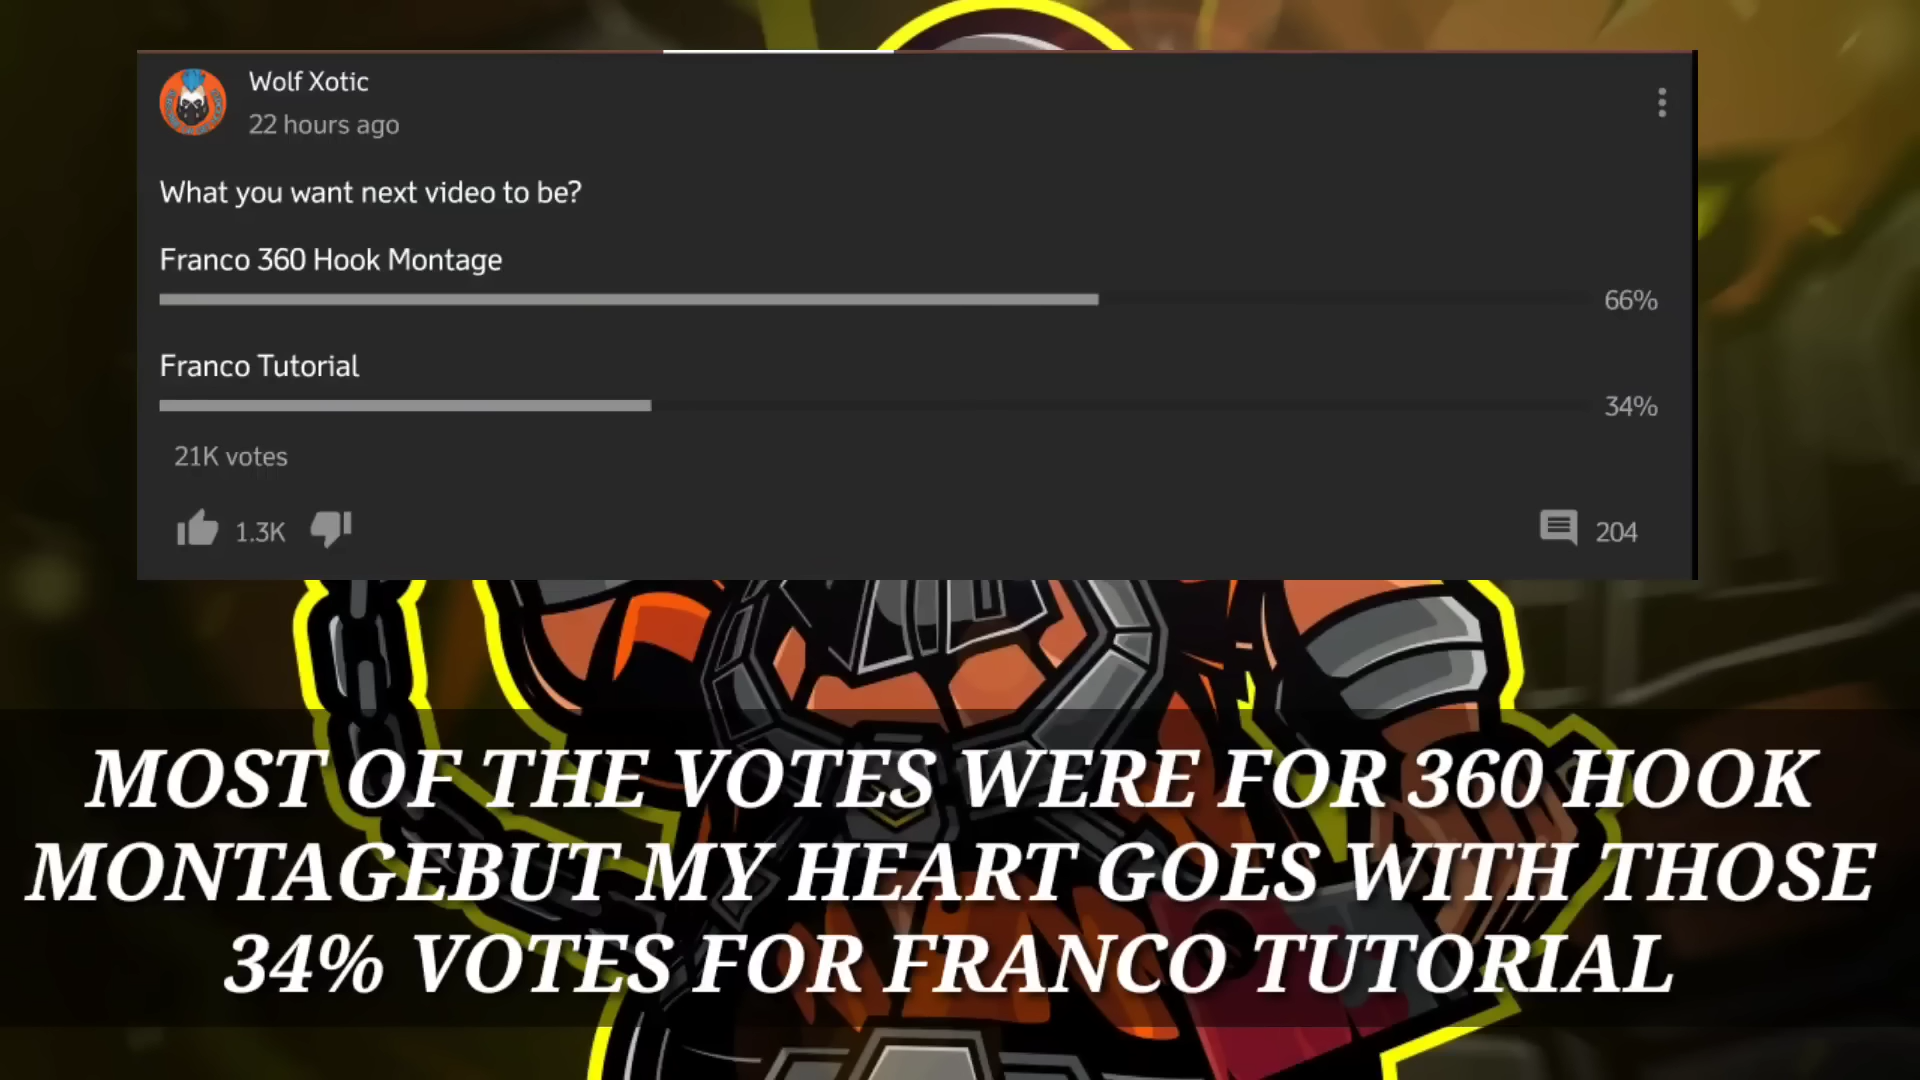 Wolf Xotic
22 hours ago
What you want next video to be?
Franco 360 Hook Montage
66%
Franco Tutorial
34%
21K votes
1.3K
204
MOST OF THE VOTES WERE FOR 360 HOOK
MONTAGEBUT MY HEART GOES WITH THOSE
34% VOTES FOR FRANCO TUTORIAL